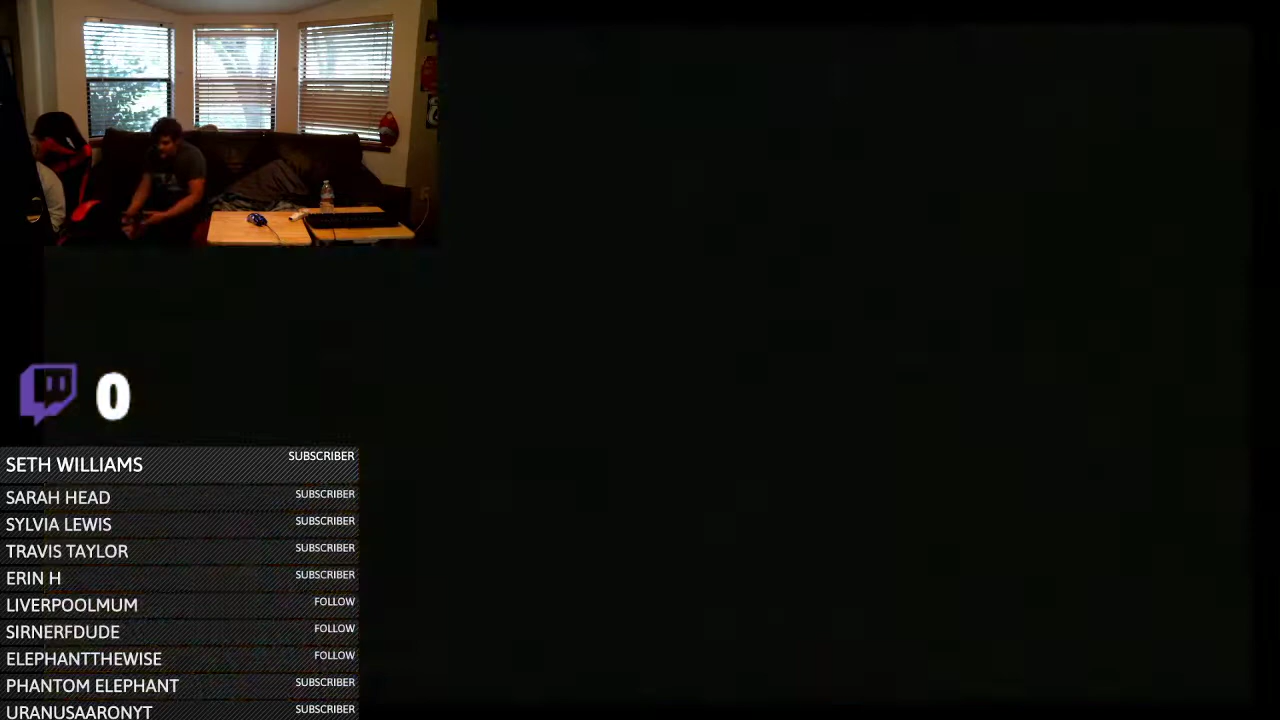 0
SETH WILLIAMS SUBSCRIBER
SARAH HEAD SUBSCRIBER
SYLVIA LEWIS SUBSCRIBER
TRAVIS TAYLOR SUBSCRIBER
ERIN H SUBSCRIBER
LIVERPOOLMUM FOLLOW
SIRNERFDUDE FOLLOW
ELEPHANTTHEWISE FOLLOW
PHANTOM ELEPHANT SUBSCRIBER
URANUSAARONYT SUBSCRIBER